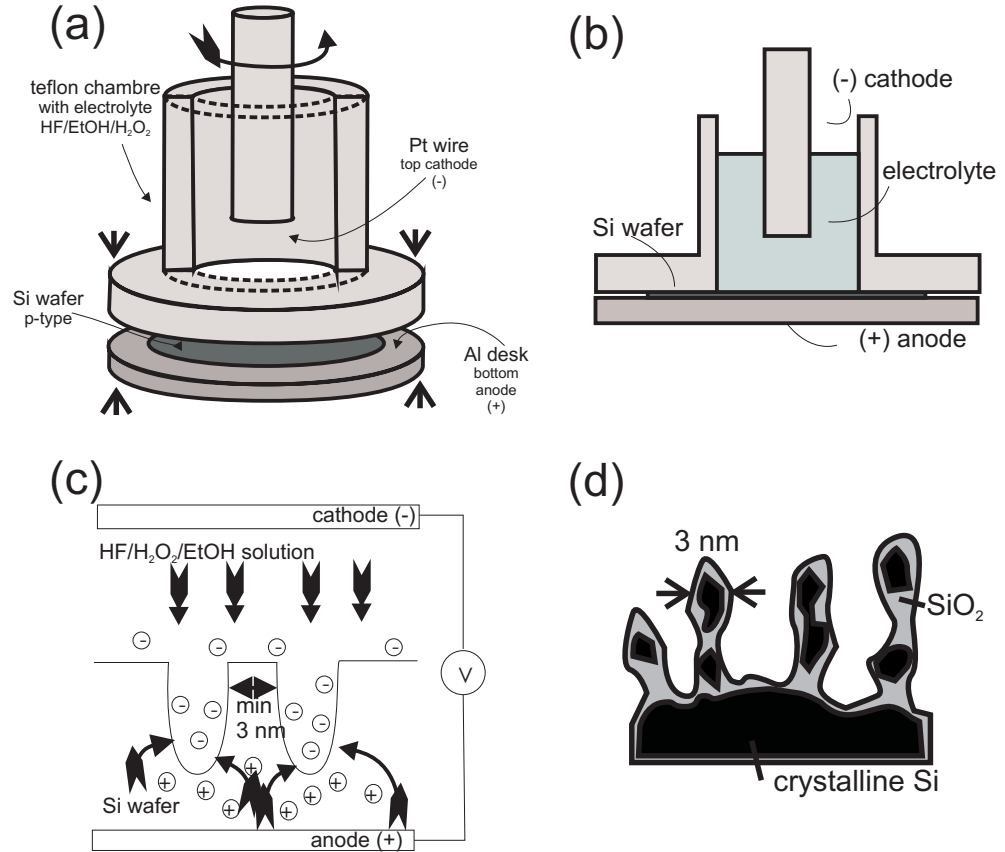 (a)
teflon chambre
with electrolyte
HF/EtOH/H₂O₂
Pt wire
top cathode
(-)
Si wafer
p-type
Al desk
bottom
anode
(+)
(b)
(-) cathode
electrolyte
Si wafer
(+) anode
(c)
cathode (-)
HF/H₂O₂/EtOH solution
- - - -
V
min
3 nm
- - - - - -
Si wafer
+ + + + + + +
anode (+)
(d)
3 nm
SiO₂
crystalline Si